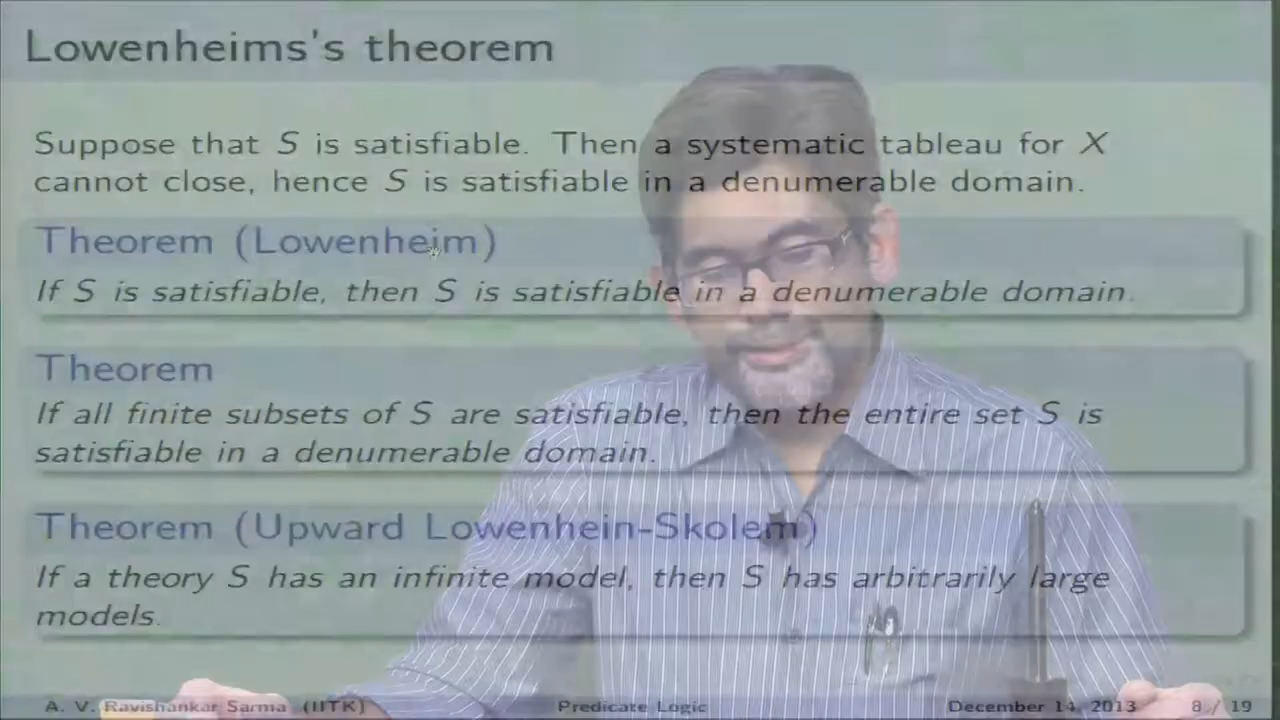 Lowenheims's theorem
Suppose that S is satisfiable. Then a systematic tableau for X
cannot close, hence S is satisfiable in a denumerable domain.
Theorem (Lowenheim)
If S is satisfiable, then S is satisfiable in a denumerable domain.
Theorem
If all finite subsets of S are satisfiable, then the entire set S is
satisfiable in a denumerable domain.
Theorem (Upward Lowenhein-Skolem)
If a theory S has an infinite model, then S has arbitrarily large
models.
A. V. Ravishankar Sarma (IITK) Predicate Logic December 14, 2013 8 / 19